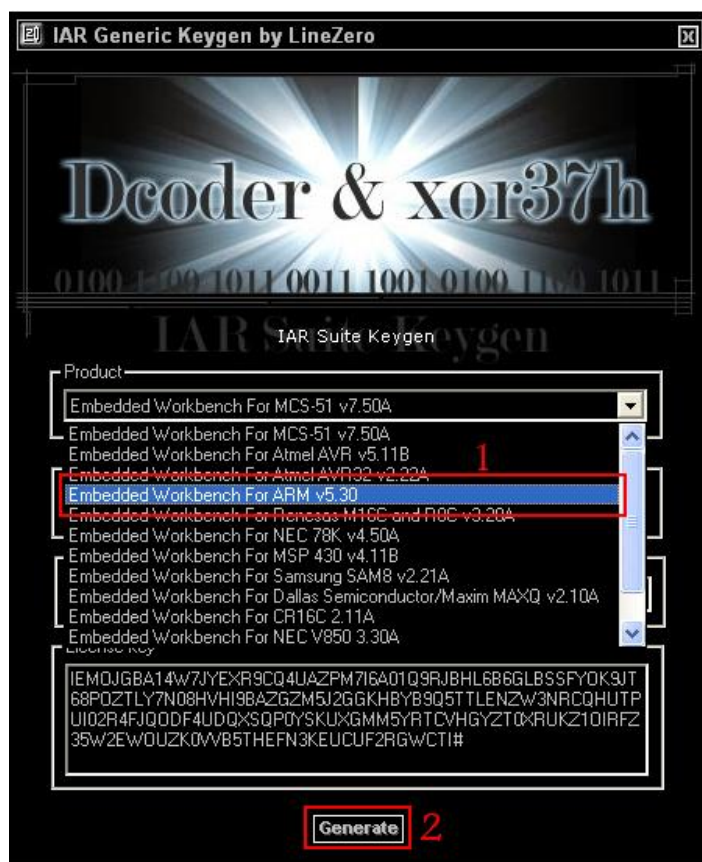 IAR Generic Keygen by LineZero
Dcoder & xor37h
0100 1100 1011 0011 1001 0100 1100 1011
IAR Suite Keygen
IAR Suite Keygen
Product
Embedded Workbench For MCS-51 v7.50A
Embedded Workbench For MCS-51 v7.50A
Embedded Workbench For Atmel AVR v5.11B
1
Embedded Workbench For Atmel AVR32 v2.22A
Embedded Workbench For ARM v5.30
Embedded Workbench For Renesas M16C and R8C v3.20A
Embedded Workbench For NEC 78K v4.50A
Embedded Workbench For MSP 430 v4.11B
Embedded Workbench For Samsung SAM8 v2.21A
Embedded Workbench For Dallas Semiconductor/Maxim MAXQ v2.10A
Embedded Workbench For CR16C 2.11A
Embedded Workbench For NEC V850 3.30A
License Key
Generate 2